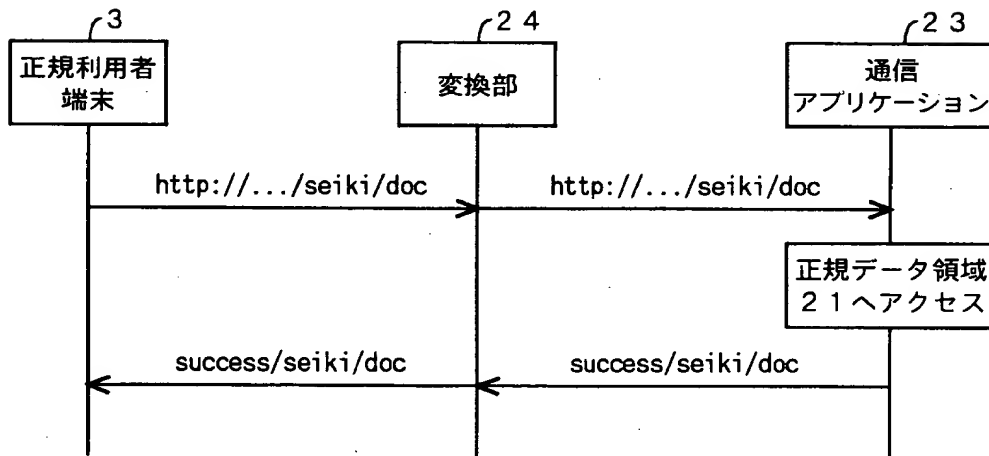 3
24
23
正規利用者
端末
変換部
通信
アプリケーション
http://.../seiki/doc
http://.../seiki/doc
正規データ領域
21へアクセス
success/seiki/doc
success/seiki/doc